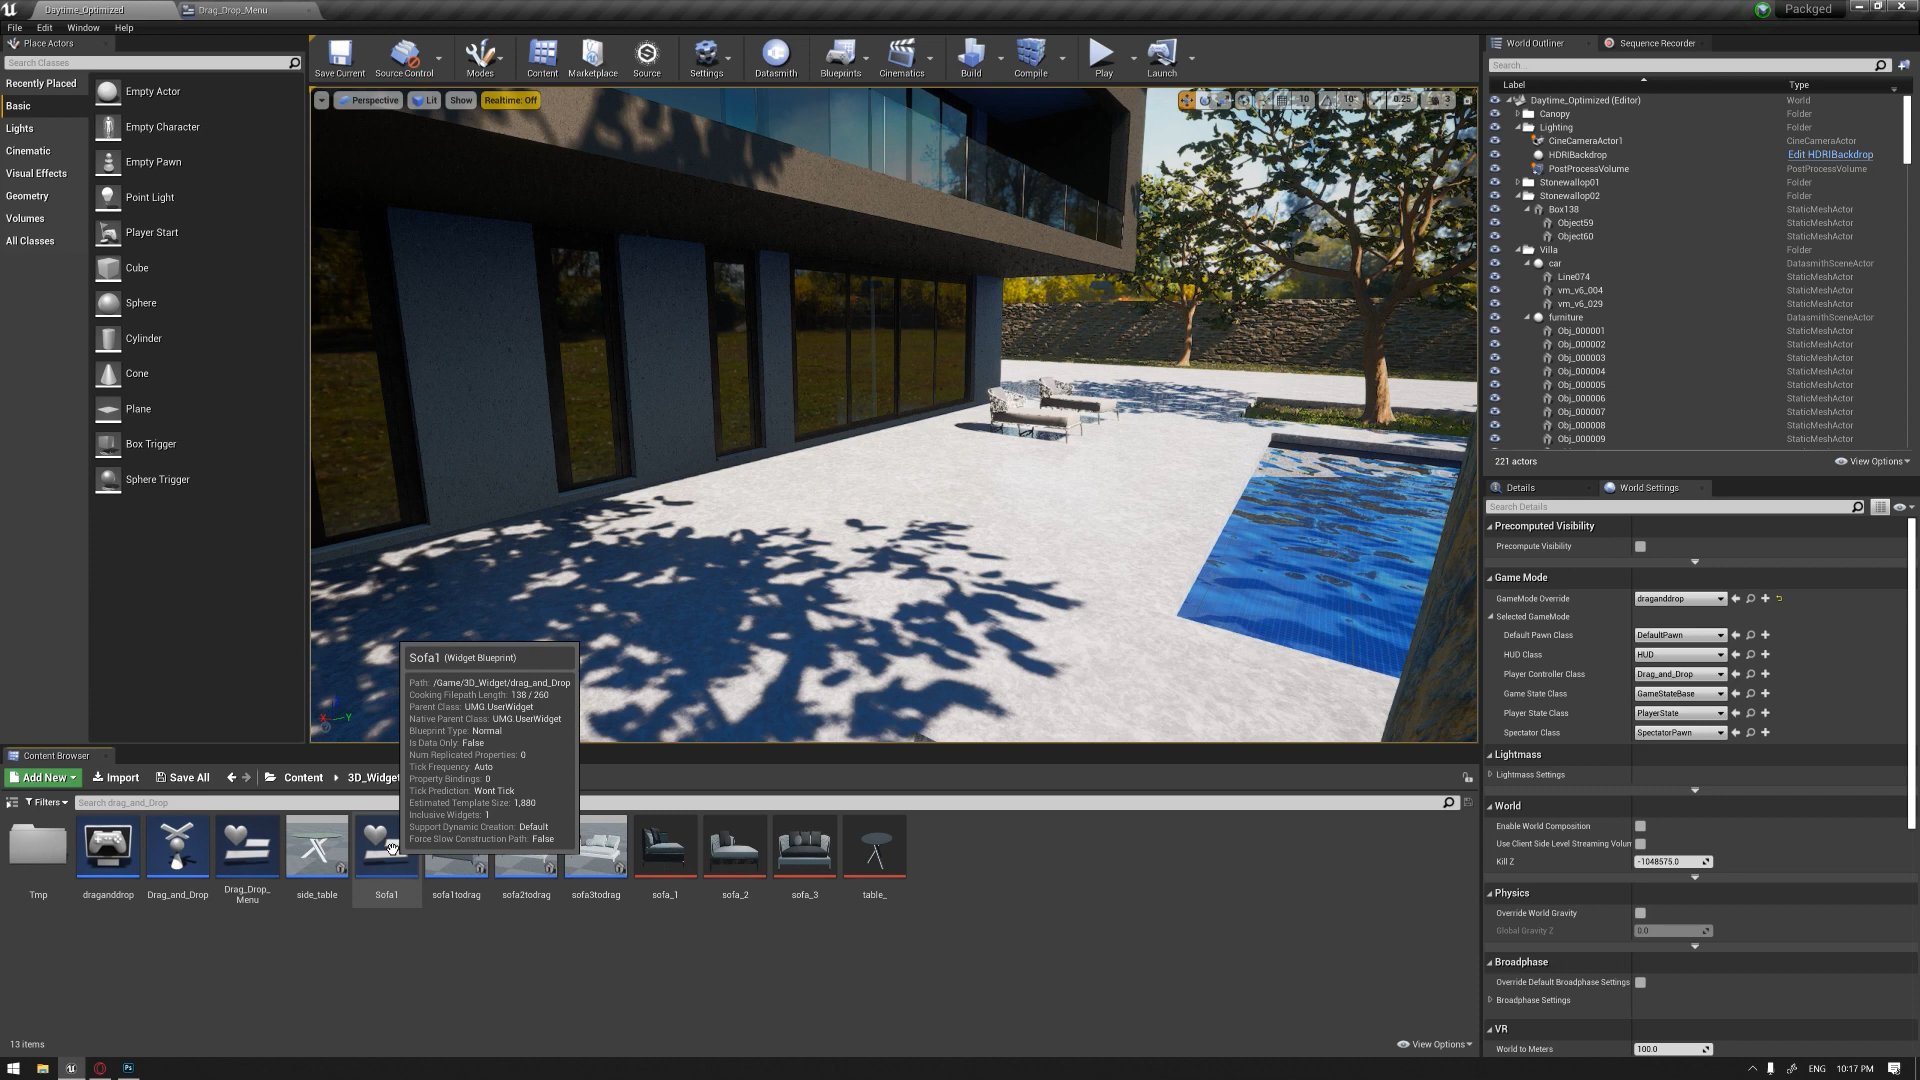 Daytime_Optimized
Drag_Drop_Menu
Packged
File Edit Window Help
Place Actors
Search Classes
Recently Placed
Basic
Lights
Cinematic
Visual Effects
Geometry
Volumes
All Classes
Empty Actor
Empty Character
Empty Pawn
Point Light
Player Start
Cube
Sphere
Cylinder
Cone
Plane
Box Trigger
Sphere Trigger
Save Current Source Control Modes Content Marketplace Source Settings Datasmith Blueprints Cinematics Build Compile Play Launch
Perspective Lit Show Realtime: Off
10 10° 0.25 3
World Outliner
Sequence Recorder
Search...
Label Type
Daytime_Optimized (Editor) World
Canopy Folder
Lighting Folder
CineCameraActor1 CineCameraActor
HDRIBackdrop Edit HDRIBackdrop
PostProcessVolume PostProcessVolume
Stonewallop01 Folder
Stonewallop02 Folder
Box138 StaticMeshActor
Object59 StaticMeshActor
Object60 StaticMeshActor
Villa Folder
car DatasmithSceneActor
Line074 StaticMeshActor
vm_v6_004 StaticMeshActor
vm_v6_029 StaticMeshActor
furniture DatasmithSceneActor
Obj_000001 StaticMeshActor
Obj_000002 StaticMeshActor
Obj_000003 StaticMeshActor
Obj_000004 StaticMeshActor
Obj_000005 StaticMeshActor
Obj_000006 StaticMeshActor
Obj_000007 StaticMeshActor
Obj_000008 StaticMeshActor
Obj_000009 StaticMeshActor
221 actors
View Options
Details
World Settings
Search Details
Precomputed Visibility
Precompute Visibility
Game Mode
GameMode Override draganddrop
Selected GameMode
Default Pawn Class DefaultPawn
HUD Class HUD
Player Controller Class Drag_and_Drop
Game State Class GameStateBase
Player State Class PlayerState
Spectator Class SpectatorPawn
Lightmass
Lightmass Settings
World
Enable World Composition
Use Client Side Level Streaming Volun
Kill Z -1048575.0
Physics
Override World Gravity
Global Gravity Z 0.0
Broadphase
Override Default Broadphase Settings
Broadphase Settings
VR
World to Meters 100.0
X Y
Sofa1 (Widget Blueprint)
Path: /Game/3D_Widget/drag_and_Drop
Cooking Filepath Length: 138 / 260
Parent Class: UMG.UserWidget
Native Parent Class: UMG.UserWidget
Blueprint Type: Normal
Is Data Only: False
Num Replicated Properties: 0
Tick Frequency: Auto
Property Bindings: 0
Tick Prediction: Wont Tick
Estimated Template Size: 1,880
Inclusive Widgets: 1
Support Dynamic Creation: Default
Force Slow Construction Path: False
Content Browser
Add New Import Save All Content 3D_Widget
Filters Search drag_and_Drop
Tmp
draganddrop
Drag_and_Drop
Drag_Drop_
Menu
side_table
Sofa1
sofa1todrag
sofa2todrag
sofa3todrag
sofa_1
sofa_2
sofa_3
table_
13 items
View Options
ENG 10:17 PM